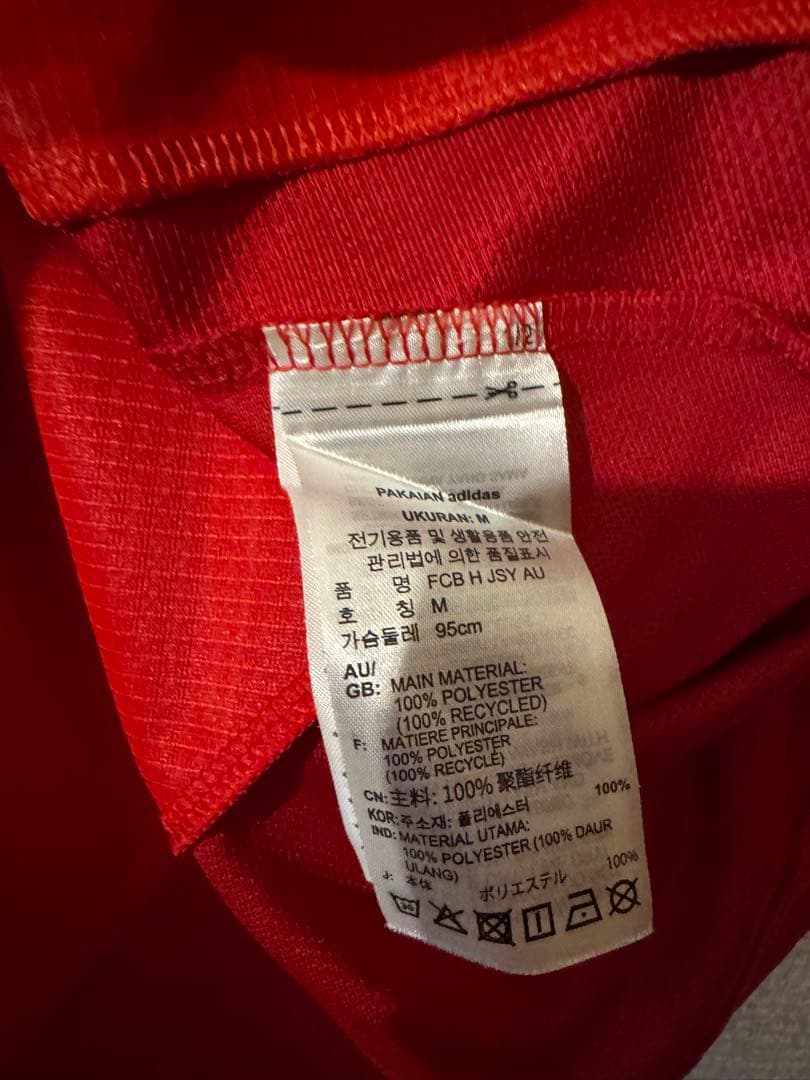 PAKAIAN adidas
UKURAN: M
전기용품 및 생활용품 안전
관리법에 의한 품질표시
품 명 FCB H JSY AU
호 칭 M
가슴둘레 95cm
AU/
GB: MAIN MATERIAL:
100% POLYESTER
(100% RECYCLED)
F: MATIERE PRINCIPALE:
100% POLYESTER
(100% RECYCLÉ)
CN: 主料: 100% 聚酯纤维
KOR: 주소재: 폴리에스터 100%
IND: MATERIAL UTAMA:
100% POLYESTER (100% DAUR
ULANG)
J: 本体 ポリエステル 100%